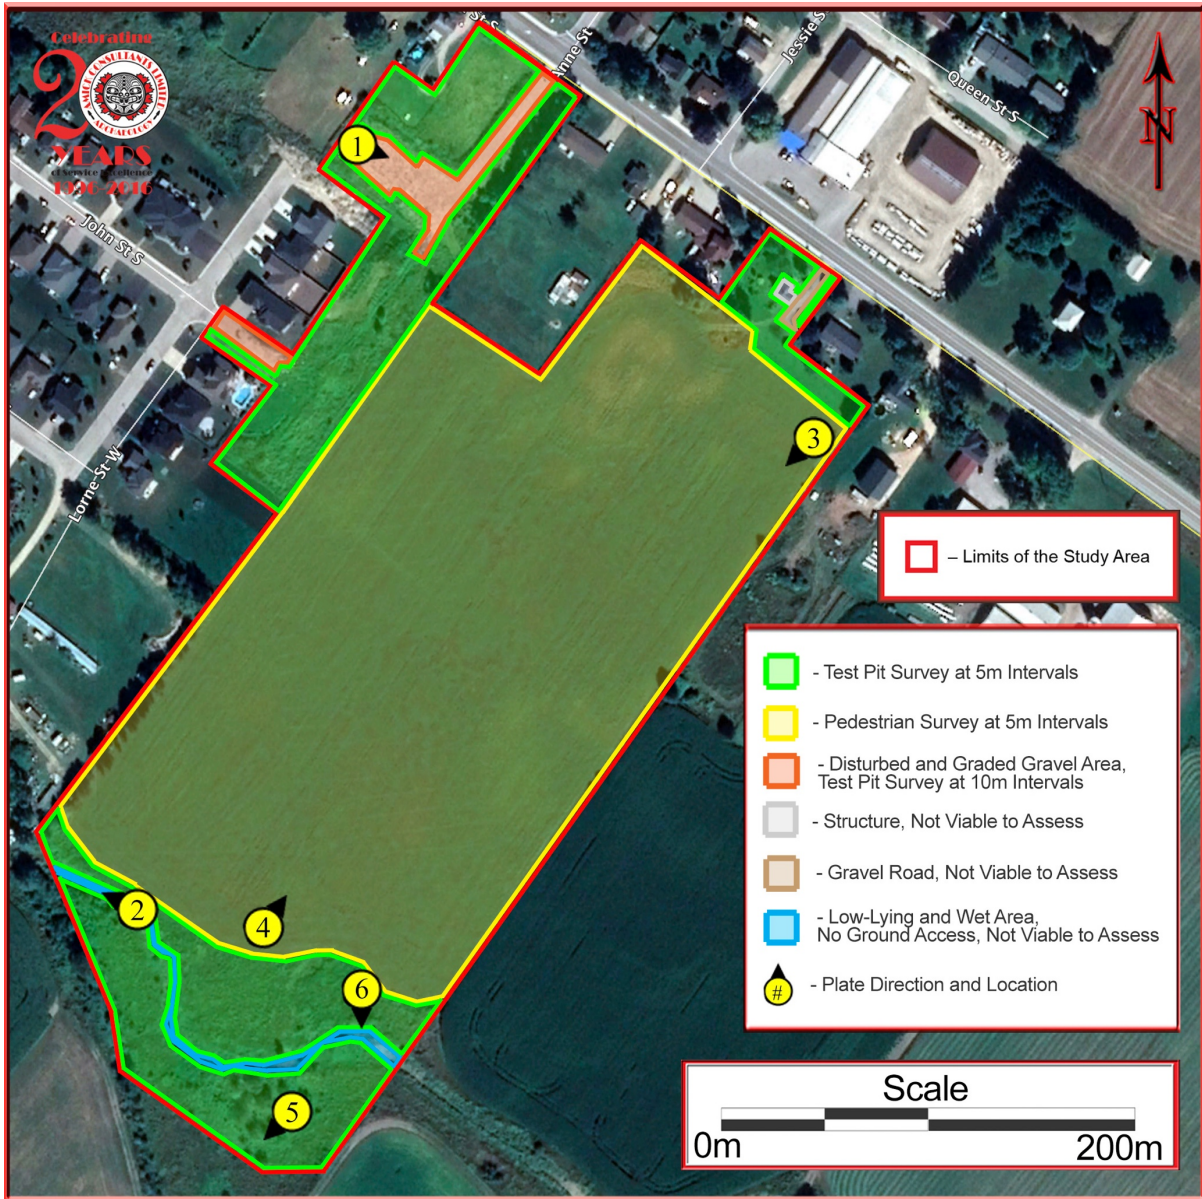 Celebrating
20
AMICK CONSULTANTS LIMITED
ARCHAEOLOGY
YEARS
of Service Excellence
1996-2016
St S
Anne St
Jessie S
Queen St S
N
1
John St S
Lorne St W
3
2
4
6
5
– Limits of the Study Area
- Test Pit Survey at 5m Intervals
- Pedestrian Survey at 5m Intervals
- Disturbed and Graded Gravel Area,
Test Pit Survey at 10m Intervals
- Structure, Not Viable to Assess
- Gravel Road, Not Viable to Assess
- Low-Lying and Wet Area,
No Ground Access, Not Viable to Assess
# - Plate Direction and Location
Scale
0m 200m